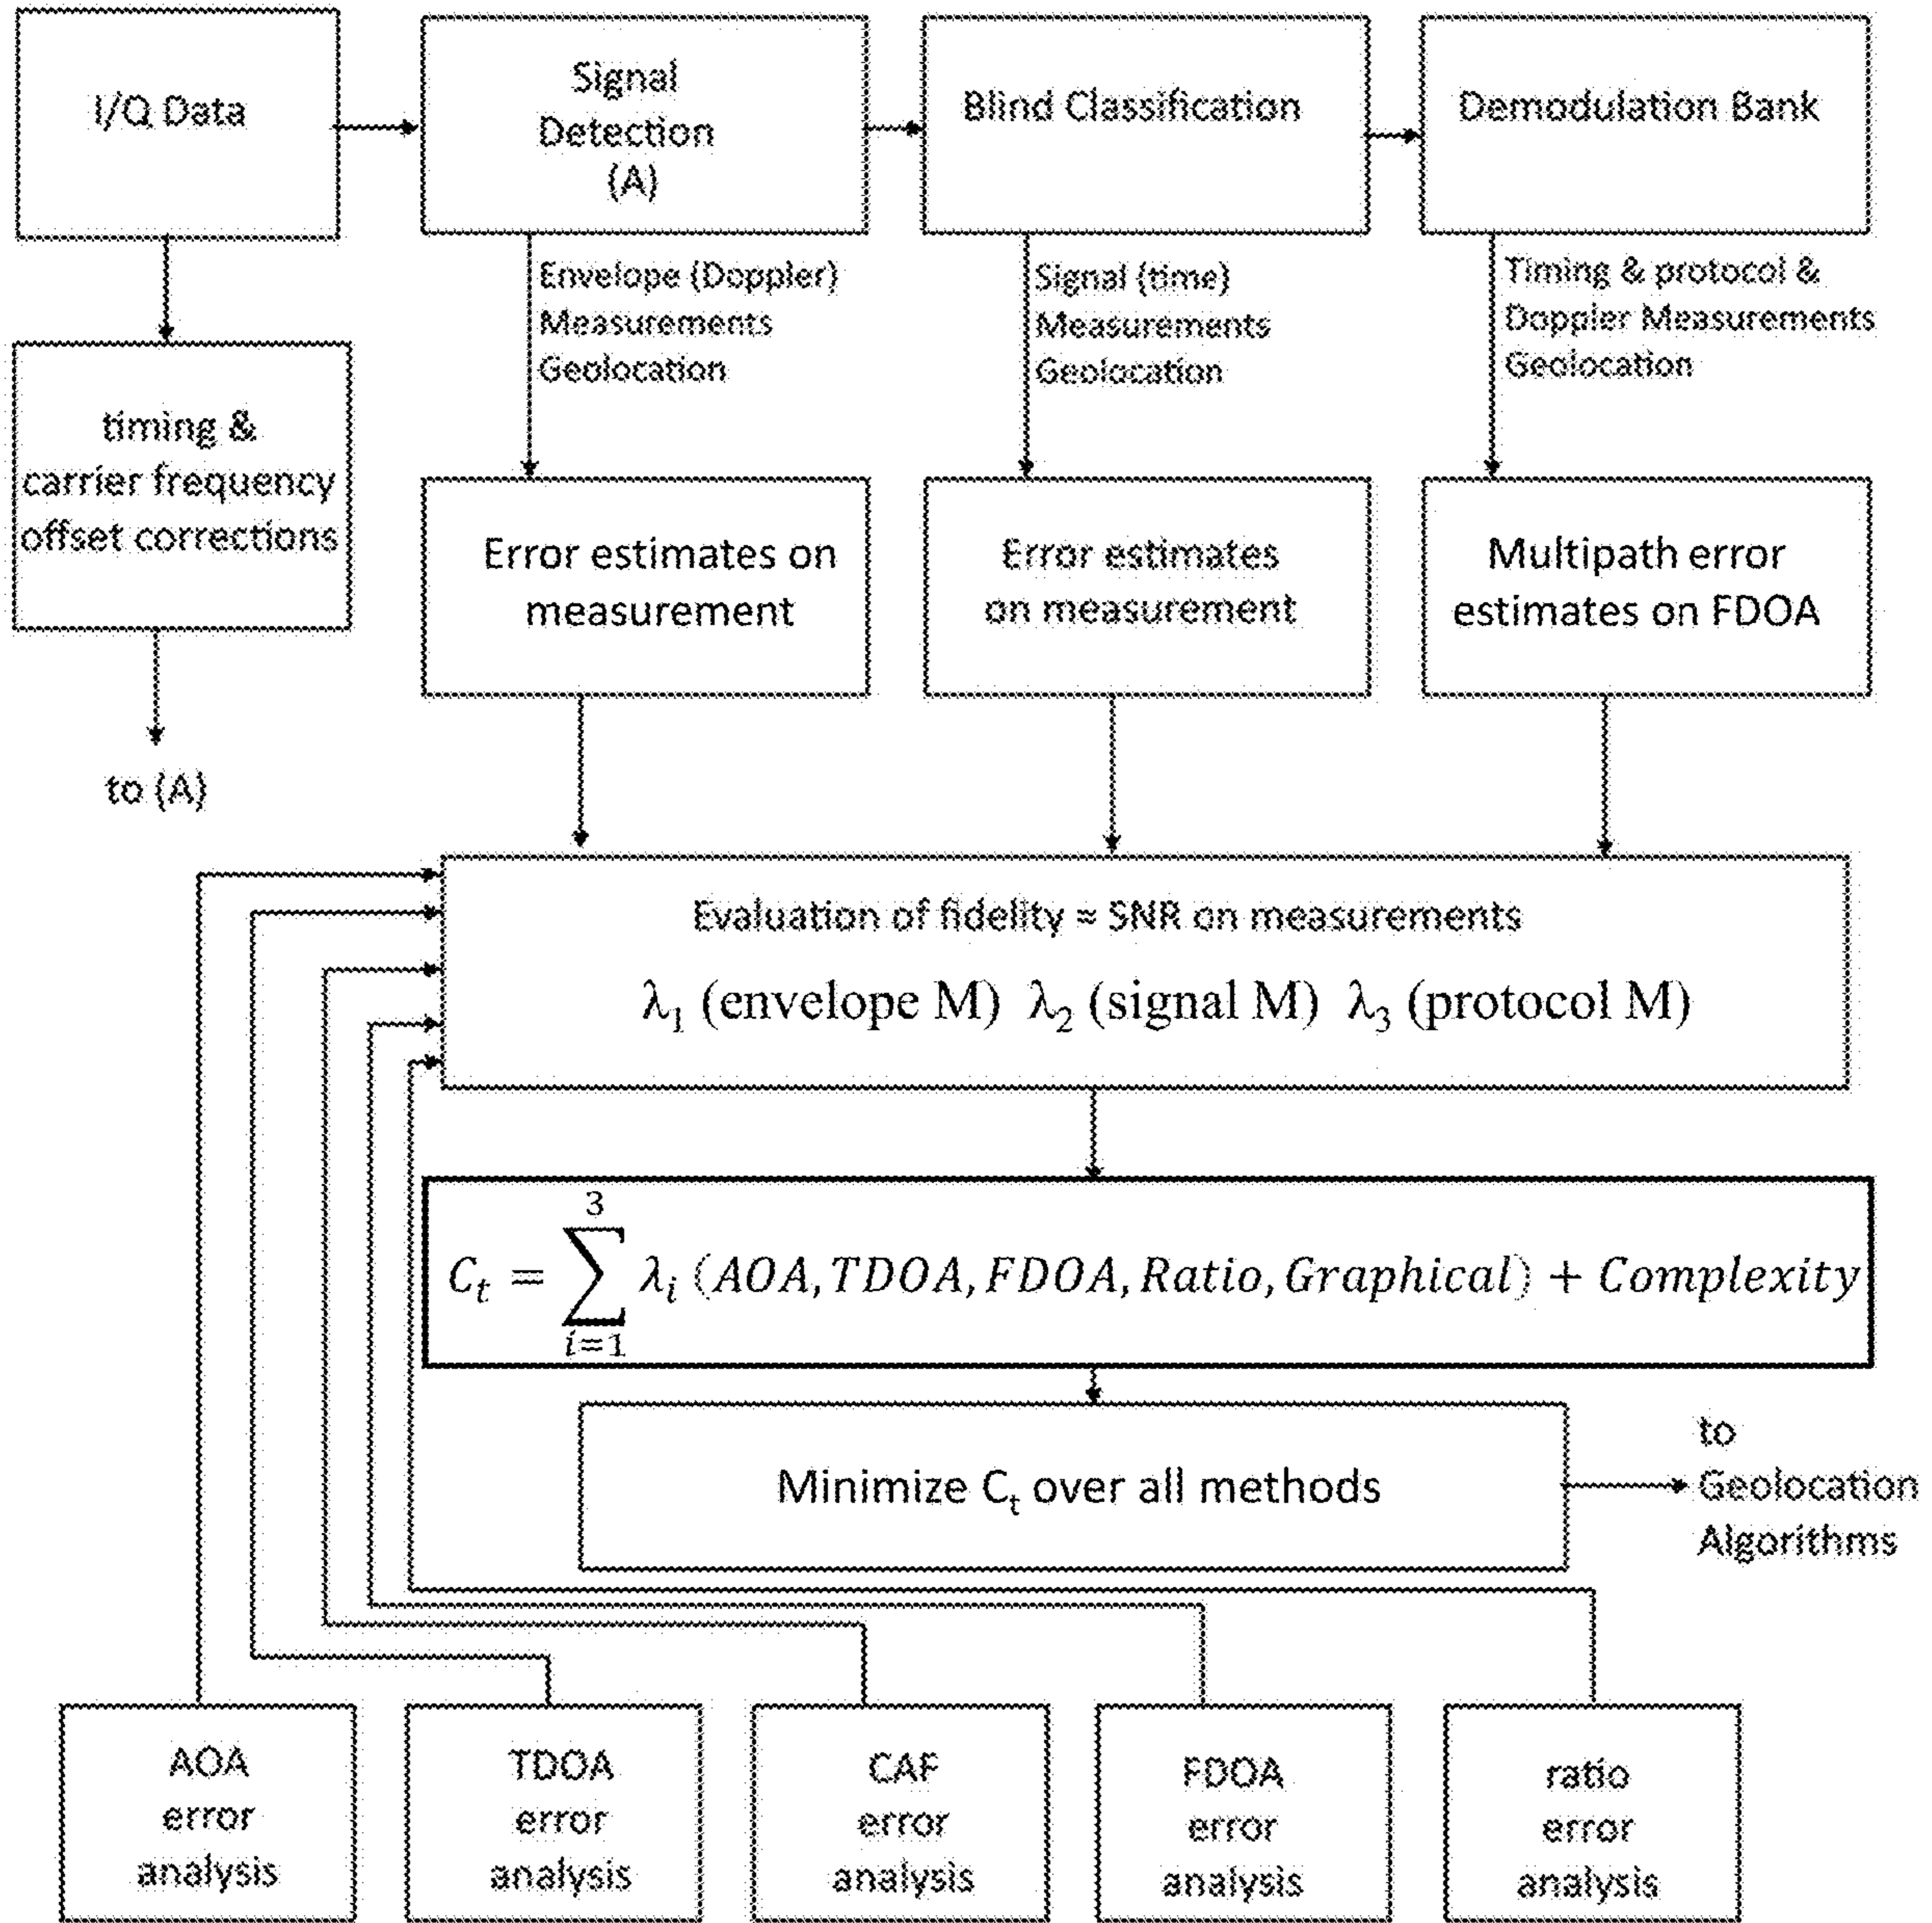 I/Q Data
Signal
Detection
(A)
Blind Classification
Demodulation Bank
Envelope (Doppler)
Measurements
Geolocation
Signal (time)
Measurements
Geolocation
Timing & protocol &
Doppler Measurements
Geolocation
timing &
carrier frequency
offset corrections
to (A)
Error estimates on
measurement
Error estimates
on measurement
Multipath error
estimates on FDOA
Evaluation of fidelity = SNR on measurements
λ₁ (envelope M) λ₂ (signal M) λ₃ (protocol M)
C_t = ∑_{i=1}^{3} λ_i (AOA, TDOA, FDOA, Ratio, Graphical) + Complexity
Minimize C_t over all methods
to
Geolocation
Algorithms
AOA
error
analysis
TDOA
error
analysis
CAF
error
analysis
FDOA
error
analysis
ratio
error
analysis